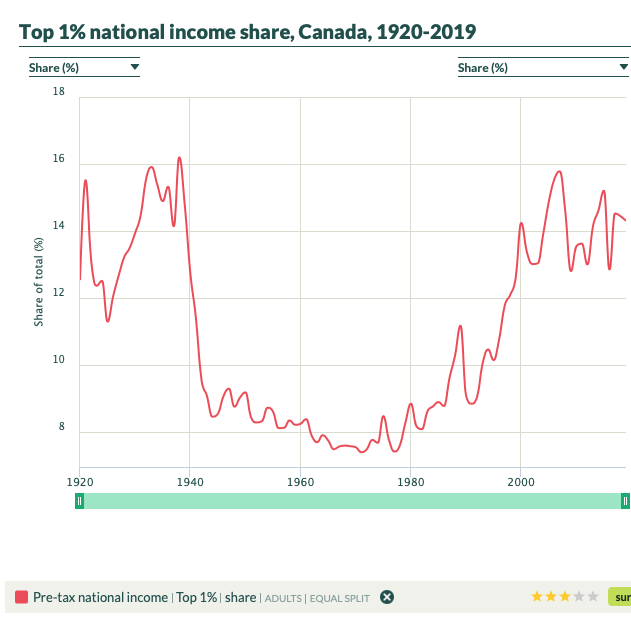 Top 1% national income share, Canada, 1920-2019
Share (%)
Share (%)
18
16
14
12
10
8
Share of total (%)
1920
1940
1960
1980
2000
Pre-tax national income | Top 1% | share | ADULTS | EQUAL SPLIT